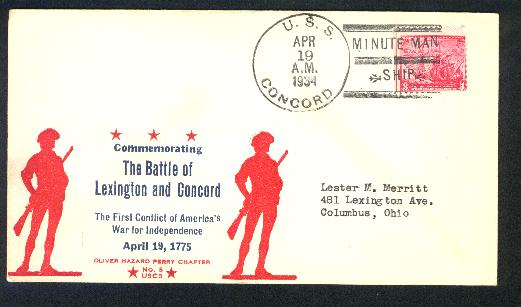 U. S. S.
APR
19
A.M.
1934
CONCORD
MINUTE MAN
SHIP
3
Commemorating
The Battle of
Lexington and Concord
The First Conflict of America's
War for Independence
April 19, 1775
OLIVER HAZARD PERRY CHAPTER
No. 5
USCS
Lester M. Merritt
481 Lexington Ave.
Columbus, Ohio